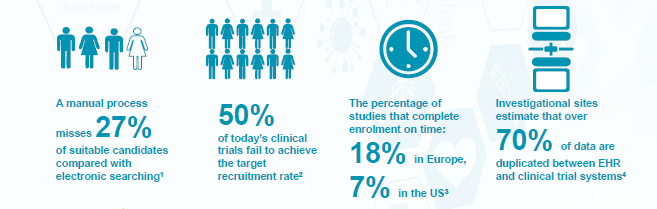 A manual process
misses 27%
of suitable candidates
compared with
electronic searching¹
50%
of today's clinical
trials fail to achieve
the target
recruitment rate²
The percentage of
studies that complete
enrolment on time:
18% in Europe,
7% in the US³
Investigational sites
estimate that over
70% of data are
duplicated between EHR
and clinical trial systems⁴